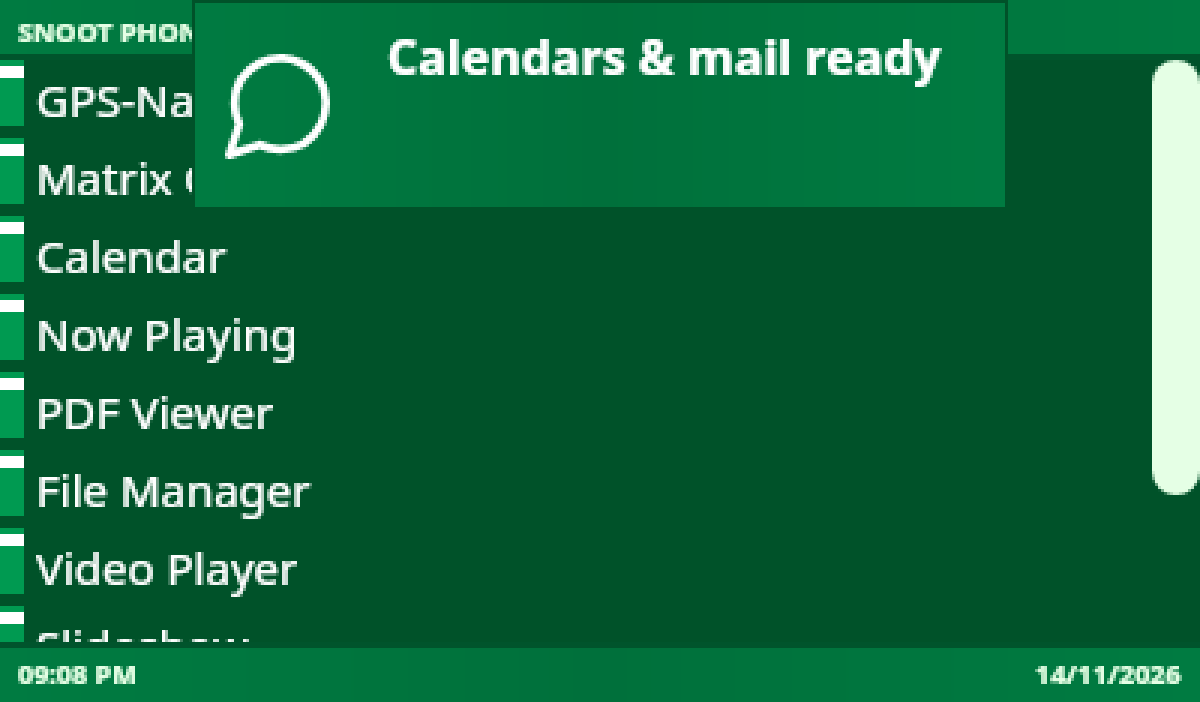 SNOOT PHON
Calendars & mail ready
GPS-Na
Matrix
Calendar
Now Playing
PDF Viewer
File Manager
Video Player
Slideshow
09:08 PM
14/11/2026